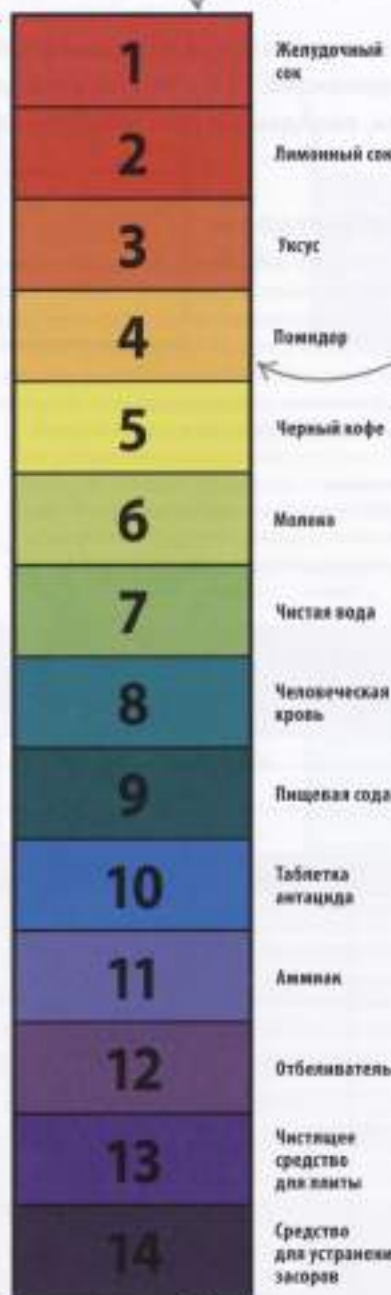 1
Желудочный
сок
2
Лимонный сок
3
Уксус
4
Помидор
5
Черный кофе
6
Молоко
7
Чистая вода
8
Человеческая
кровь
9
Пищевая сода
10
Таблетка
антацида
11
Аммиак
12
Отбеливатель
13
Чистящее
средство
для плиты
14
Средство
для устранени
засоров